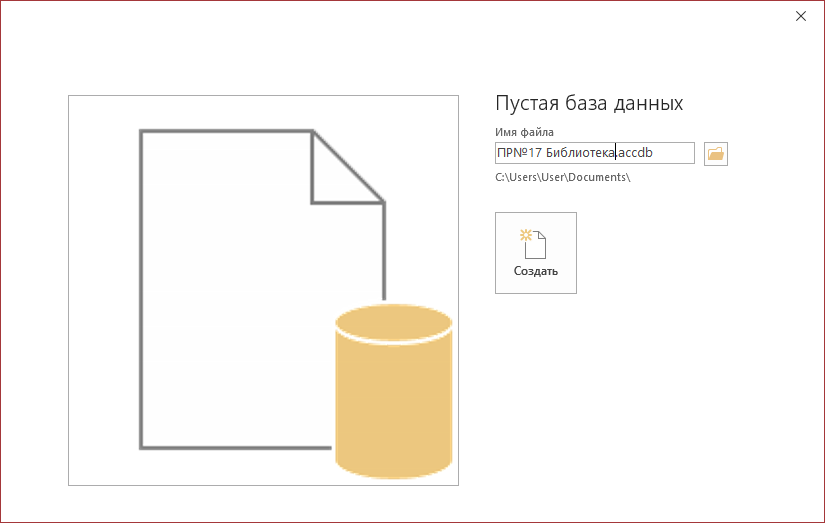 Пустая база данных
Имя файла
ПР№17 Библиотека.accdb
C:\Users\User\Documents\
Создать